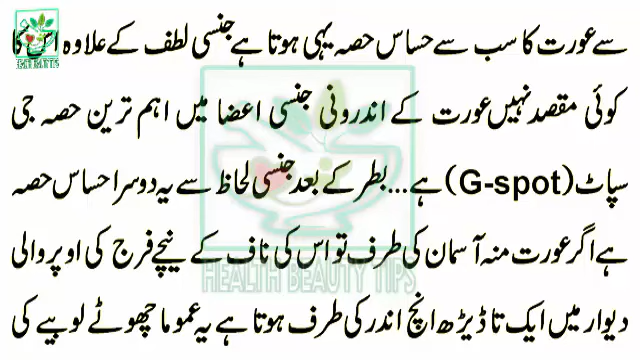 سے عورت کا سب سے حساس حصہ یہی ہوتا ہے جنسی لطف کے علاوہ اس کا
کوئی مقصد نہیں عورت کے اندرونی جنسی اعضا میں اہم ترین حصہ جی
سپاٹ (G-spot) ہے... بظر کے بعد جنسی لحاظ سے یہ دوسرا حساس حصہ
ہے اگر عورت منہ آسمان کی طرف تو اس کی ناف کے نیچے فرج کی اوپر والی
HEALTH BEAUTY TIPS
دیوار میں ایک تا ڈیڑھ انچ اندر کی طرف ہوتا ہے یہ عموما چھوٹے لوبیے کی